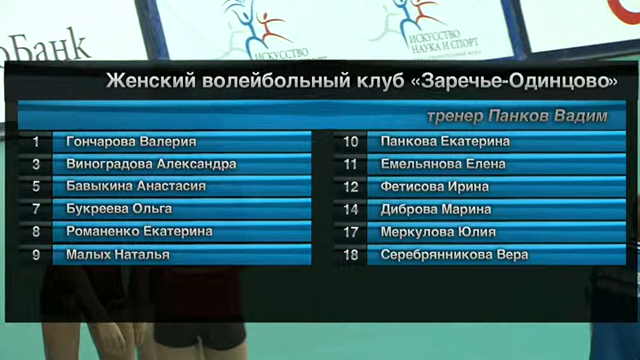 оБанк
ИСКУССТВО
ИСКУССТВО
НАУКА И СПОРТ
Женский волейбольный клуб «Заречье-Одинцово»
тренер Панков Вадим
1 Гончарова Валерия
3 Виноградова Александра
5 Бавыкина Анастасия
7 Букреева Ольга
8 Романенко Екатерина
9 Малых Наталья
10 Панкова Екатерина
11 Емельянова Елена
12 Фетисова Ирина
14 Диброва Марина
17 Меркулова Юлия
18 Серебрянникова Вера